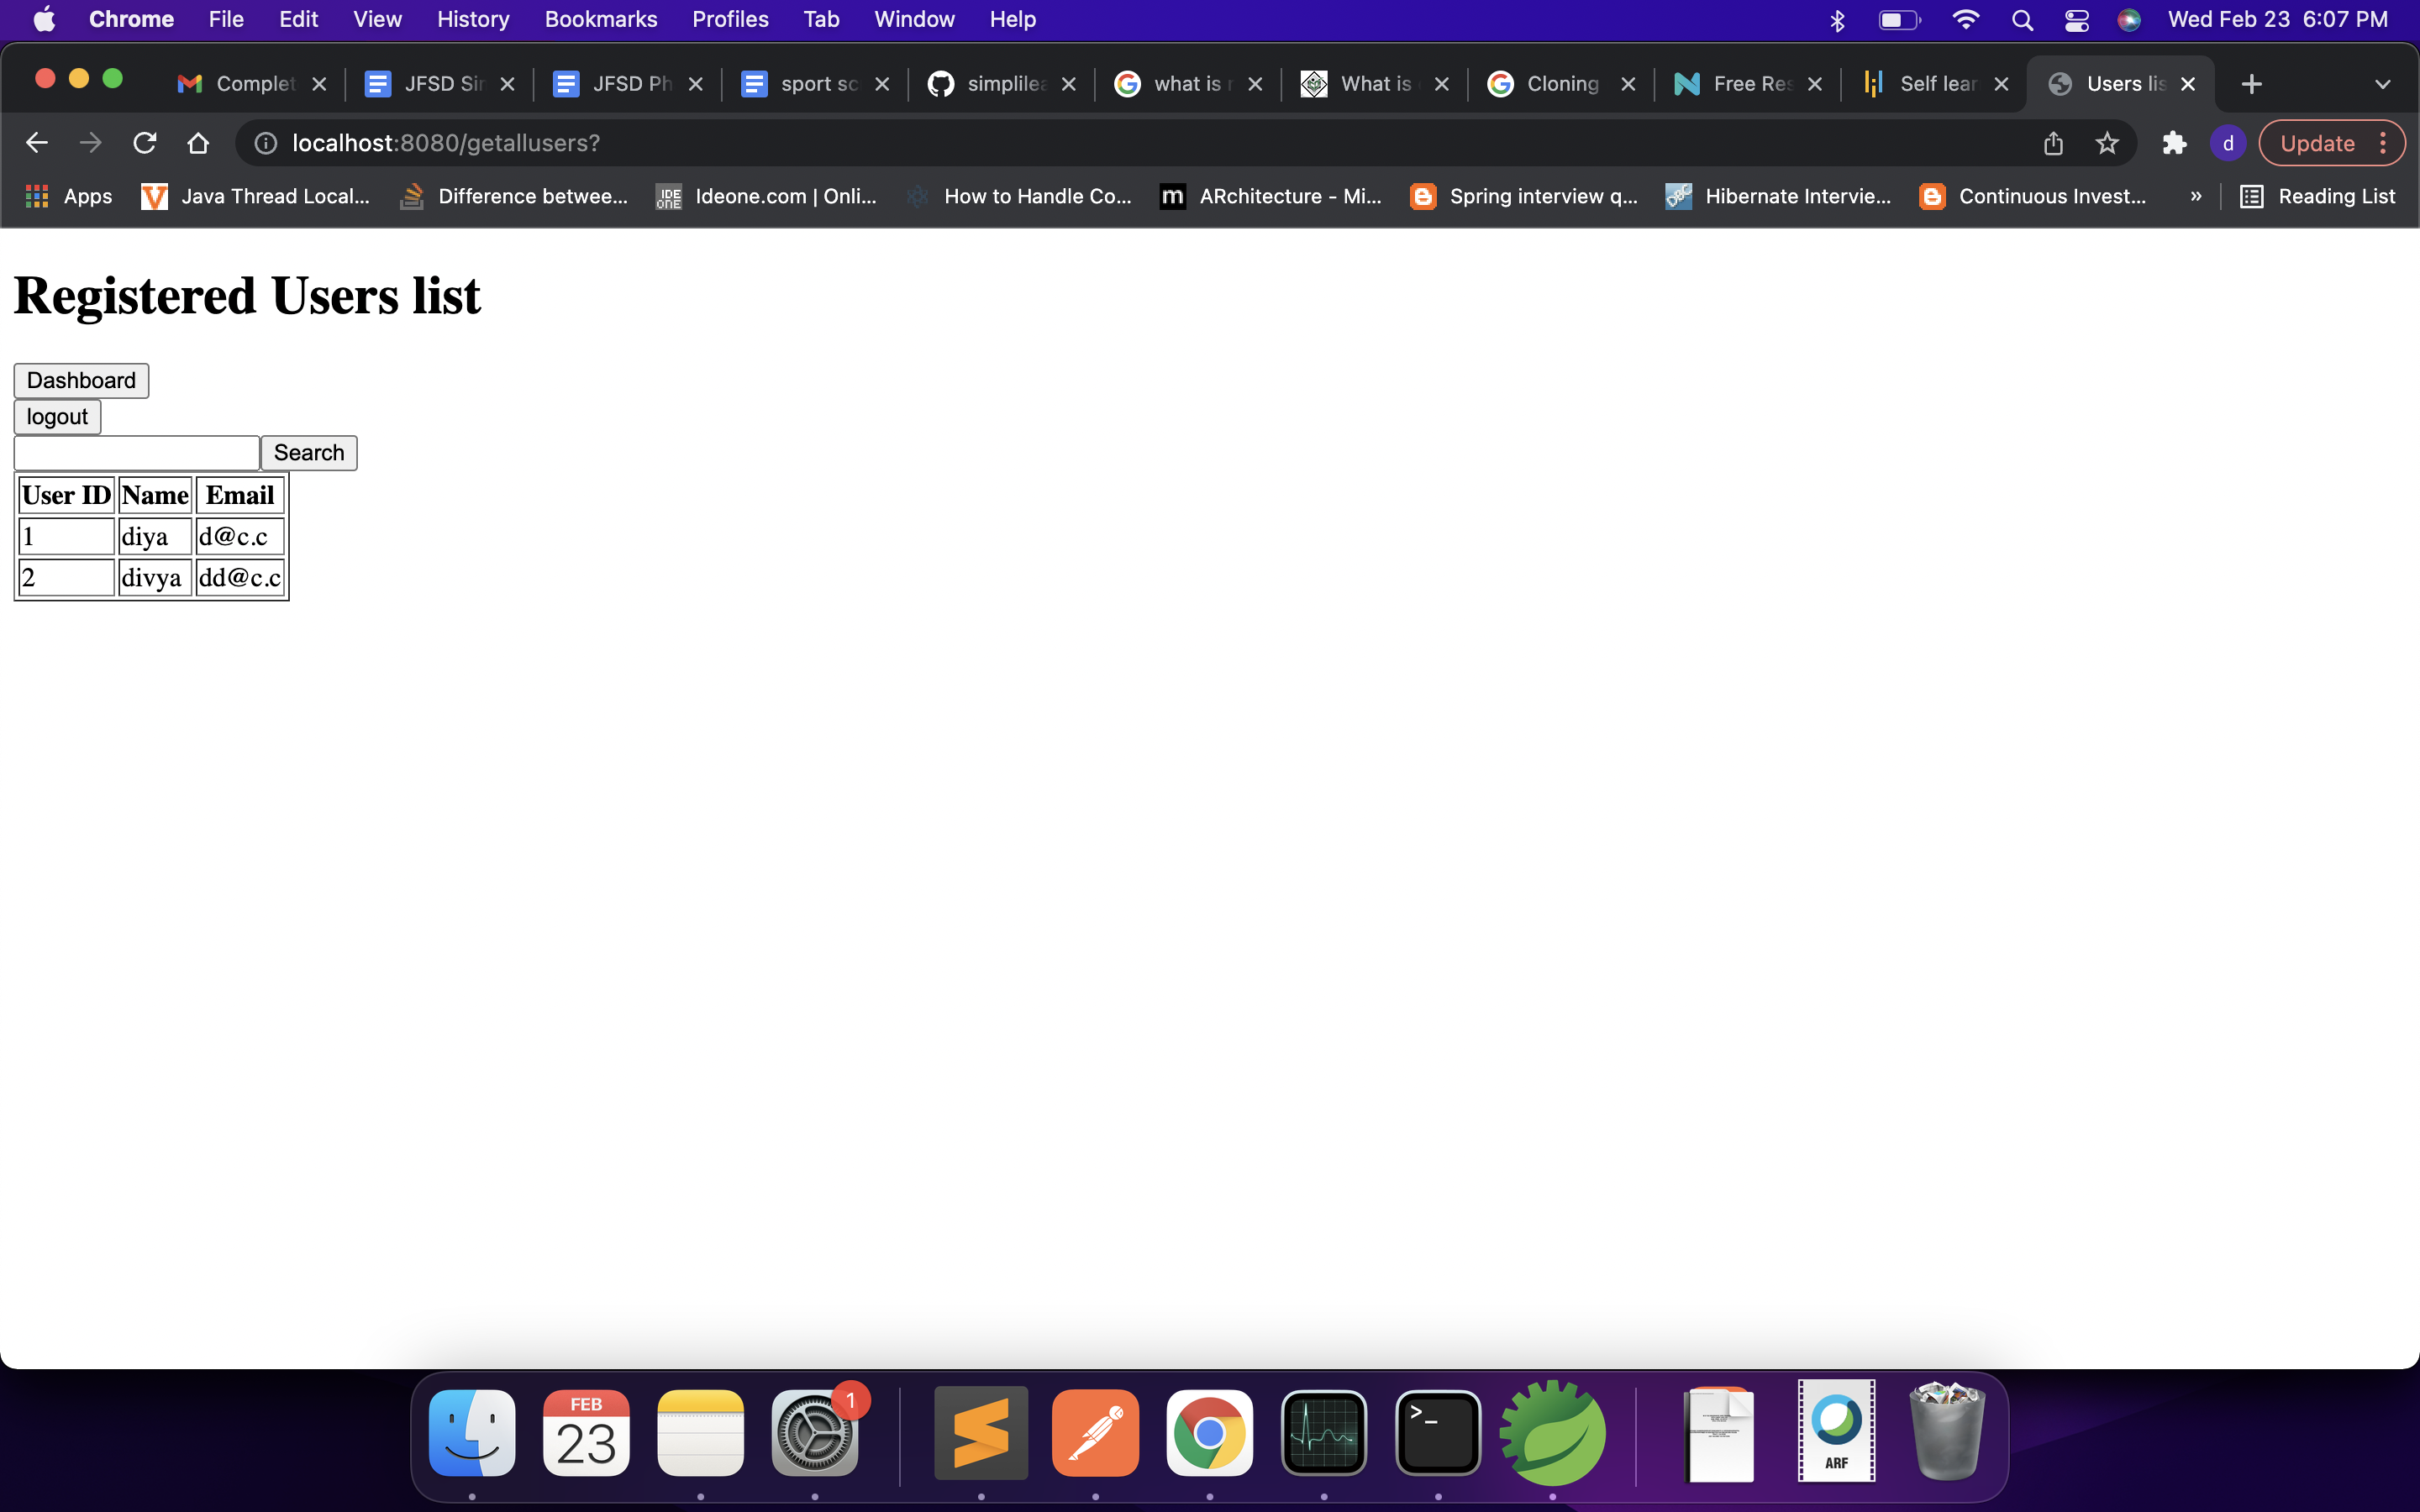 Chrome File Edit View History Bookmarks Profiles Tab Window Help Wed Feb 23 6:07 PM
Complet JFSD Sir JFSD Ph sport sc simplilea what is r What is Cloning Free Res Self lear Users lis
localhost:8080/getallusers? d Update
Apps Java Thread Local... Difference betwee... IDE ONE Ideone.com | Onli... How to Handle Co... m ARchitecture - Mi... Spring interview q... Hibernate Intervie... Continuous Invest... » Reading List
Registered Users list
Dashboard
logout
Search
User ID Name Email
1 diya d@c.c
2 divya dd@c.c
FEB 23 1 >_ ARF